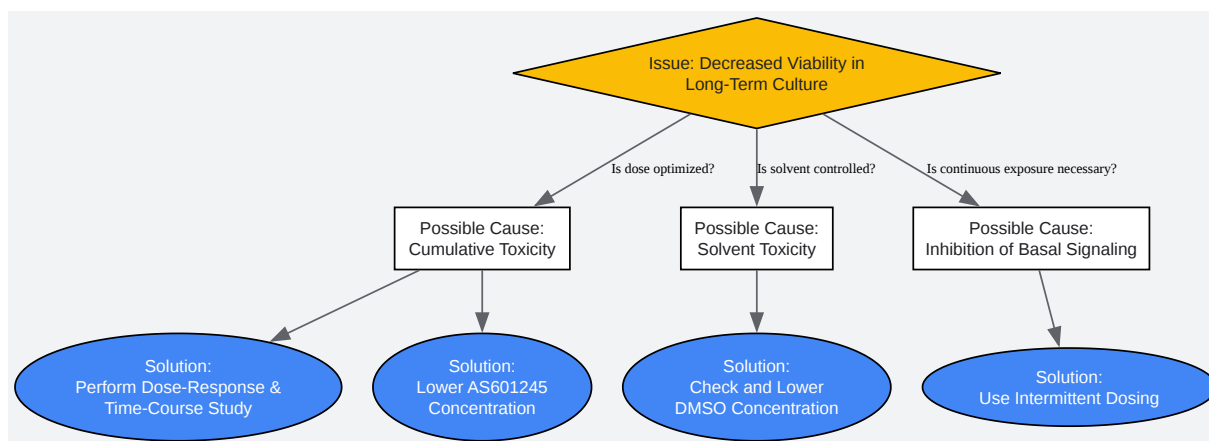 Issue: Decreased Viability in
Long-Term Culture
Is dose optimized?
Is solvent controlled?
Is continuous exposure necessary?
Possible Cause:
Cumulative Toxicity
Possible Cause:
Solvent Toxicity
Possible Cause:
Inhibition of Basal Signaling
Solution:
Perform Dose-Response &
Time-Course Study
Solution:
Lower AS601245
Concentration
Solution:
Check and Lower
DMSO Concentration
Solution:
Use Intermittent Dosing